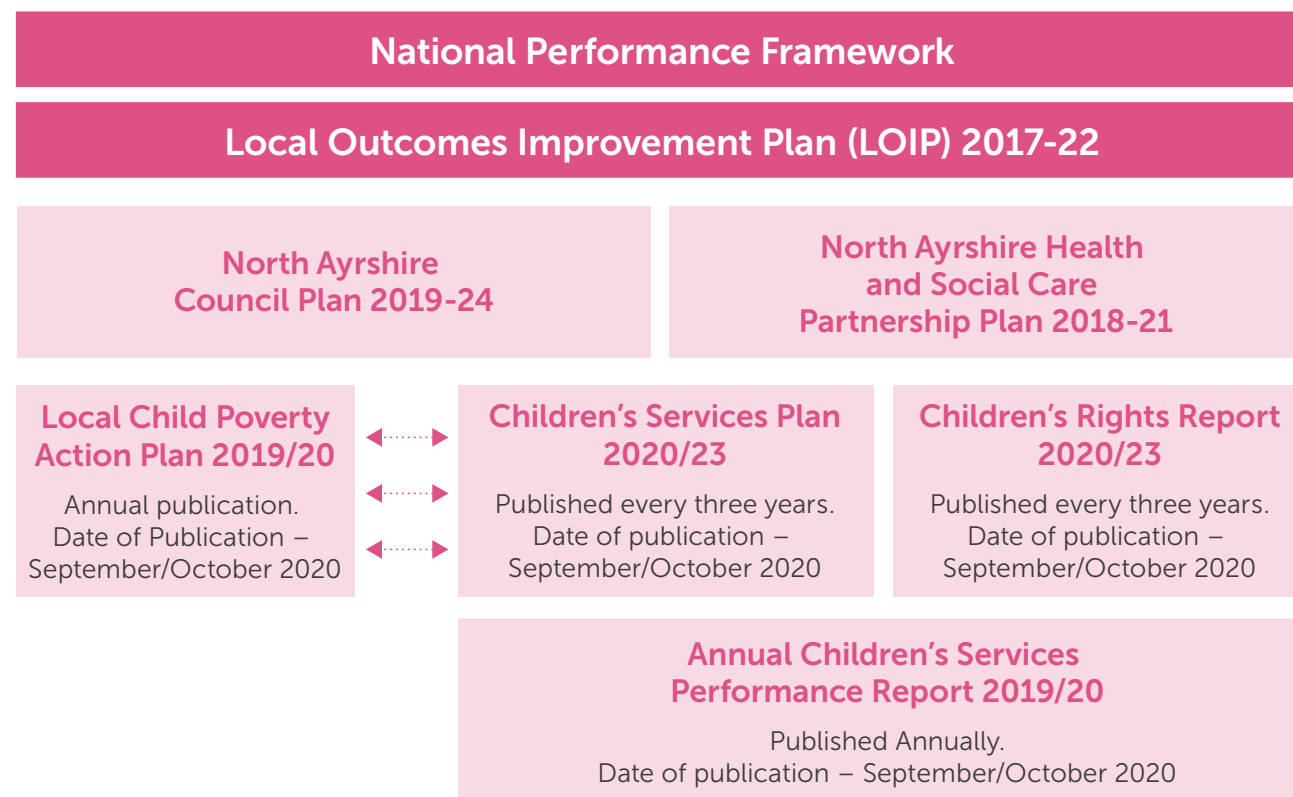 National Performance Framework
Local Outcomes Improvement Plan (LOIP) 2017-22
North Ayrshire
Council Plan 2019-24
North Ayrshire Health
and Social Care
Partnership Plan 2018-21
Local Child Poverty
Action Plan 2019/20
Annual publication.
Date of Publication –
September/October 2020
Children’s Services Plan
2020/23
Published every three years.
Date of publication –
September/October 2020
Children’s Rights Report
2020/23
Published every three years.
Date of publication –
September/October 2020
Annual Children’s Services
Performance Report 2019/20
Published Annually.
Date of publication – September/October 2020